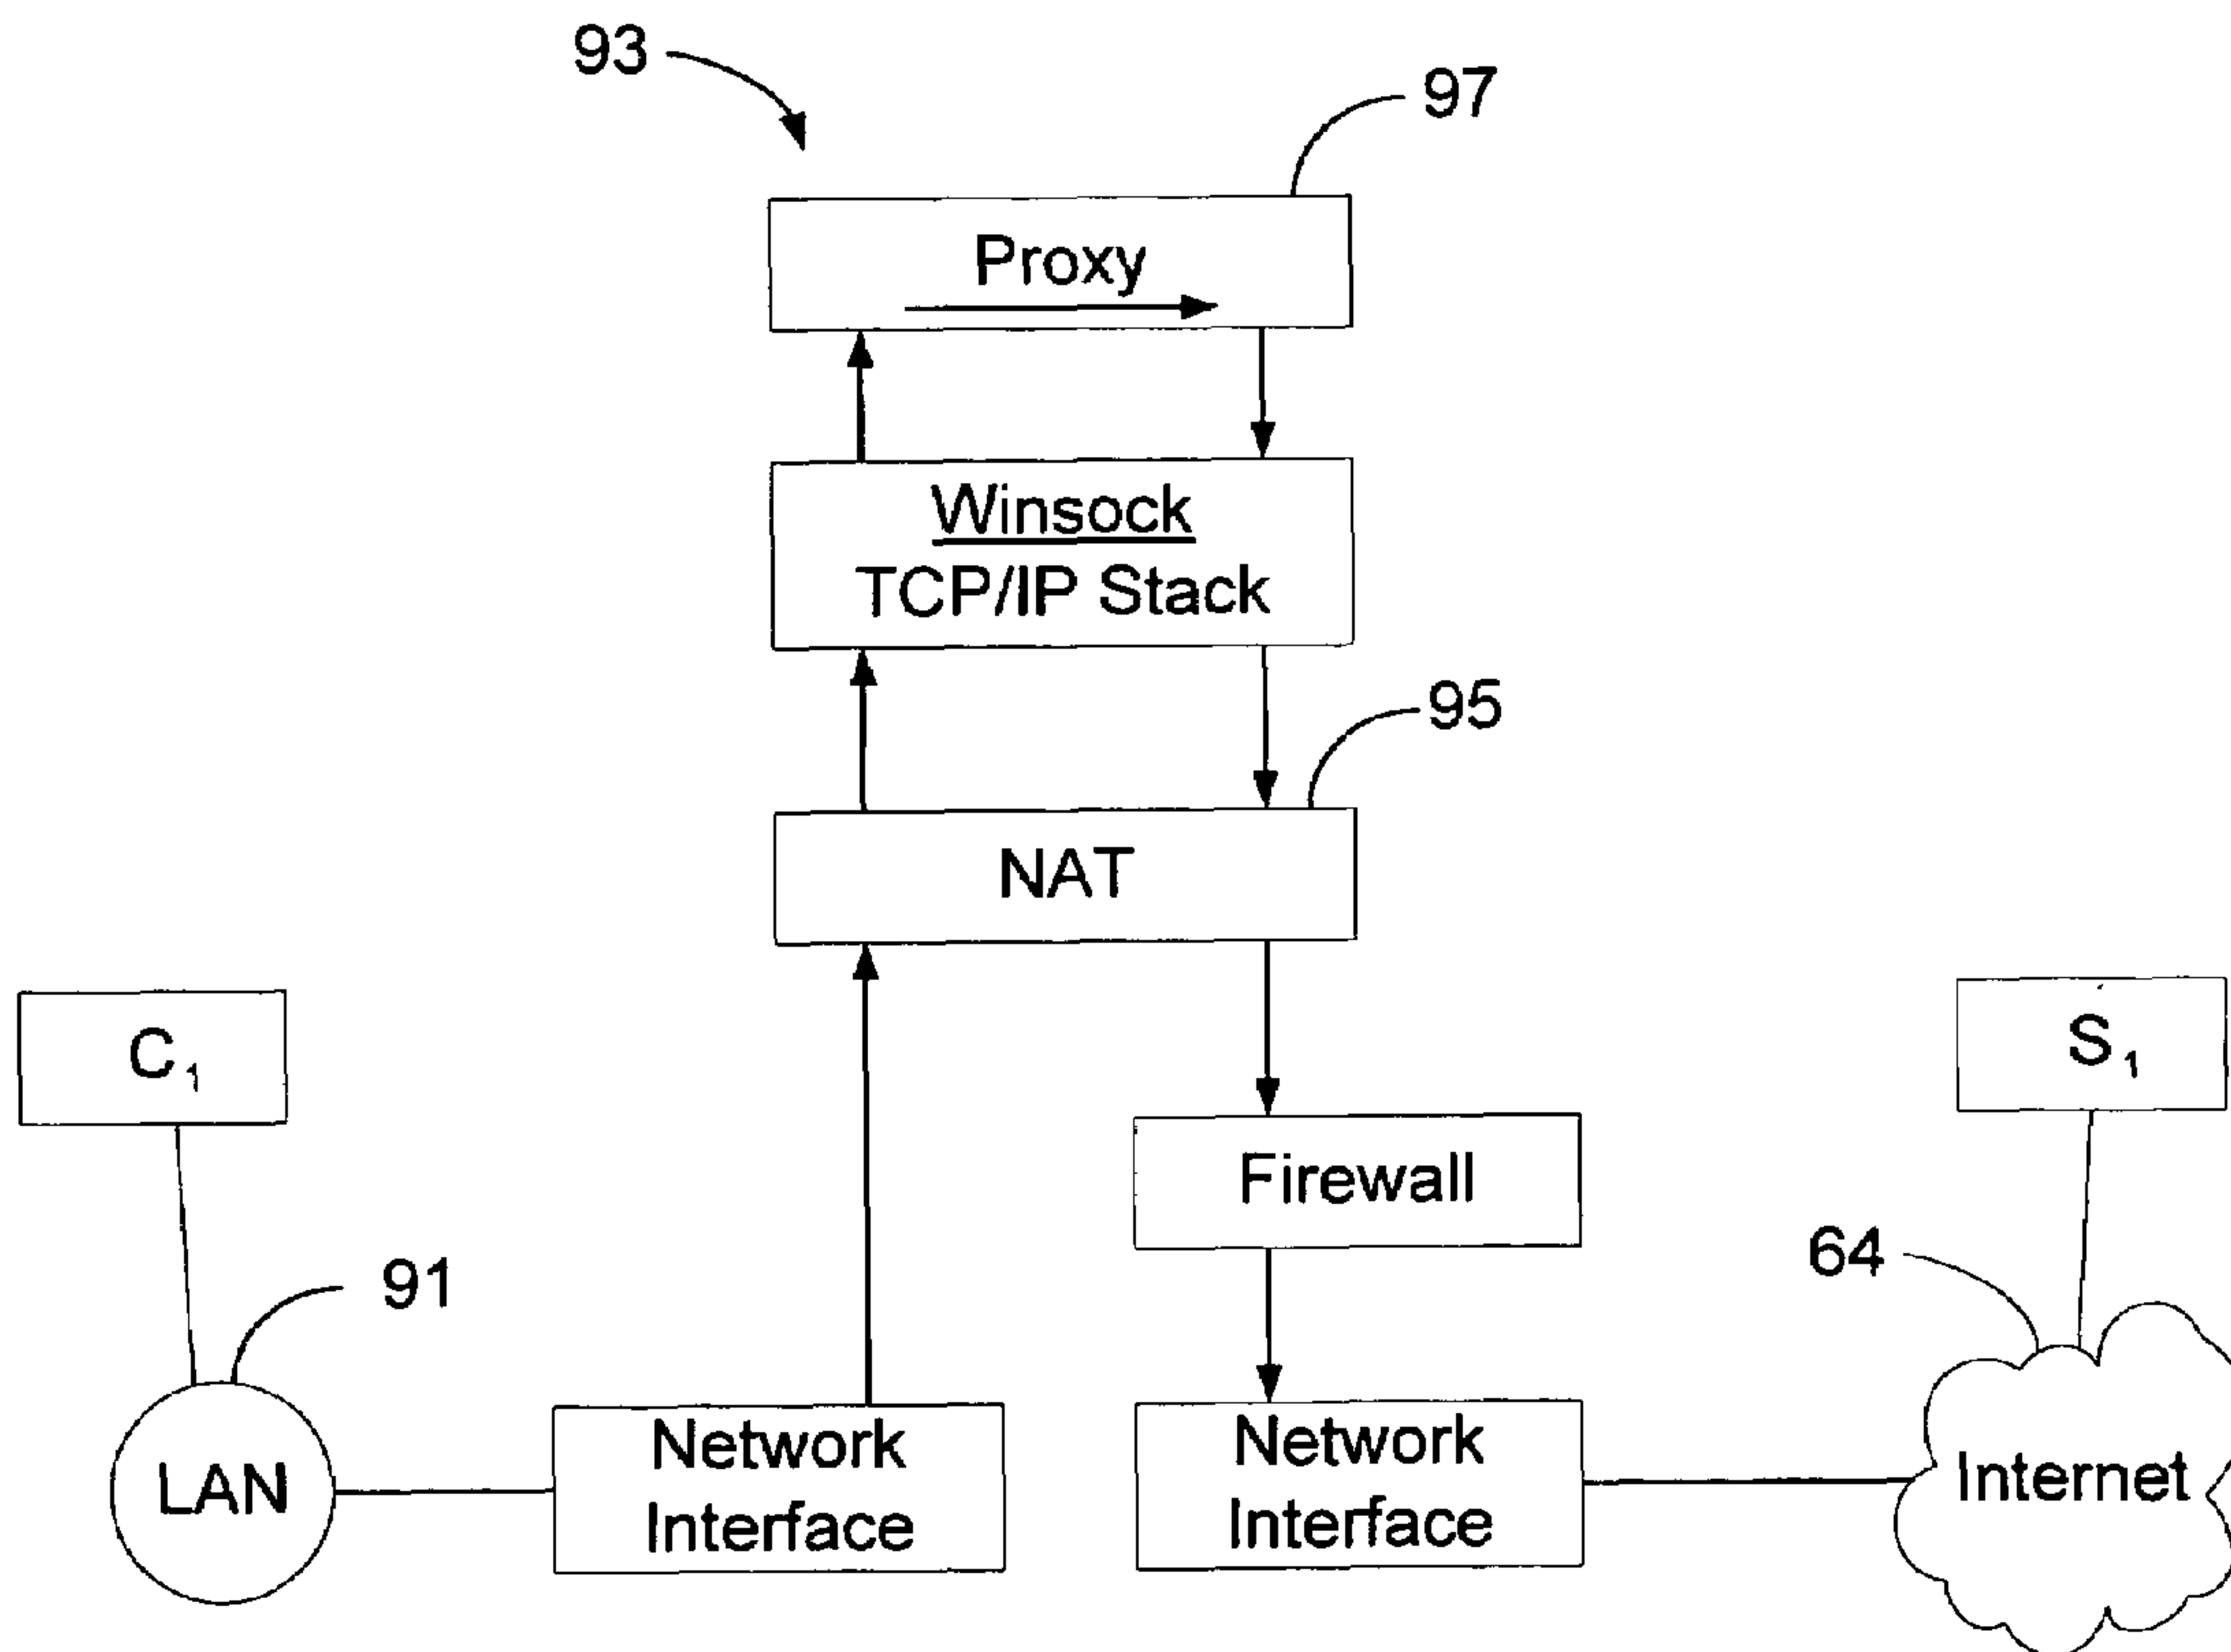 93
97
Proxy
Winsock
TCP/IP Stack
95
NAT
C₁
S₁
Firewall
64
91
LAN
Network
Interface
Network
Interface
Internet